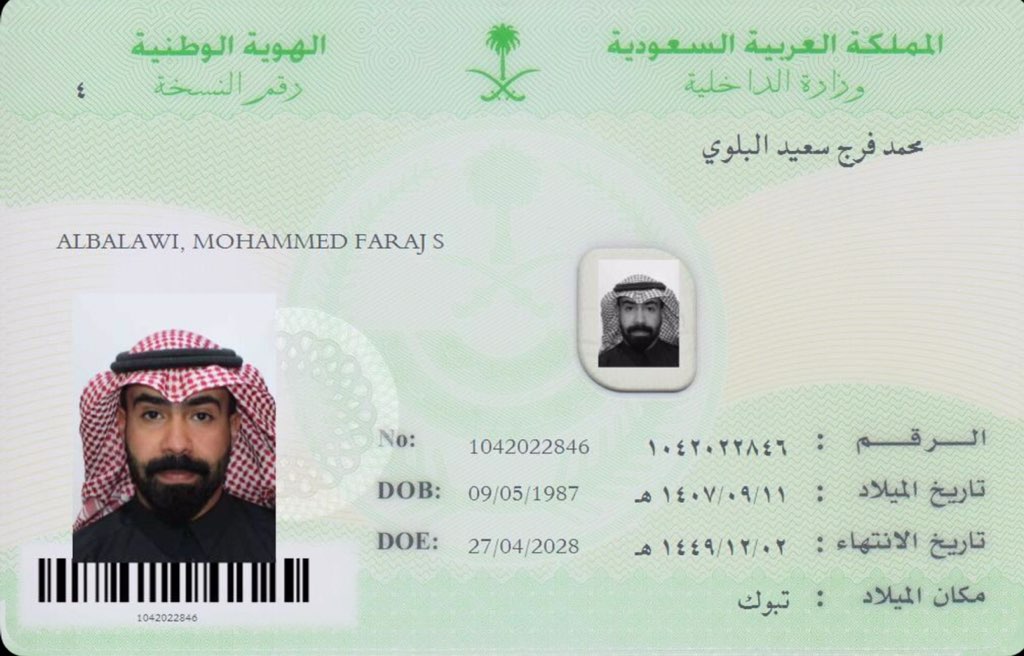 المملكة العربية السعودية
وزارة الداخلية
الهوية الوطنية
رقم النسخة
٤
محمد فرج سعيد البلوي
ALBALAWI, MOHAMMED FARAJ S
الرقم : ١٠٤٢٠٢٢٨٤٦ 1042022846 No:
تاريخ الميلاد : ١٤٠٧/٠٩/١١ هـ 09/05/1987 DOB:
تاريخ الانتهاء : ١٤٤٩/١٢/٠٢ هـ 27/04/2028 DOE:
مكان الميلاد : تبوك
1042022846